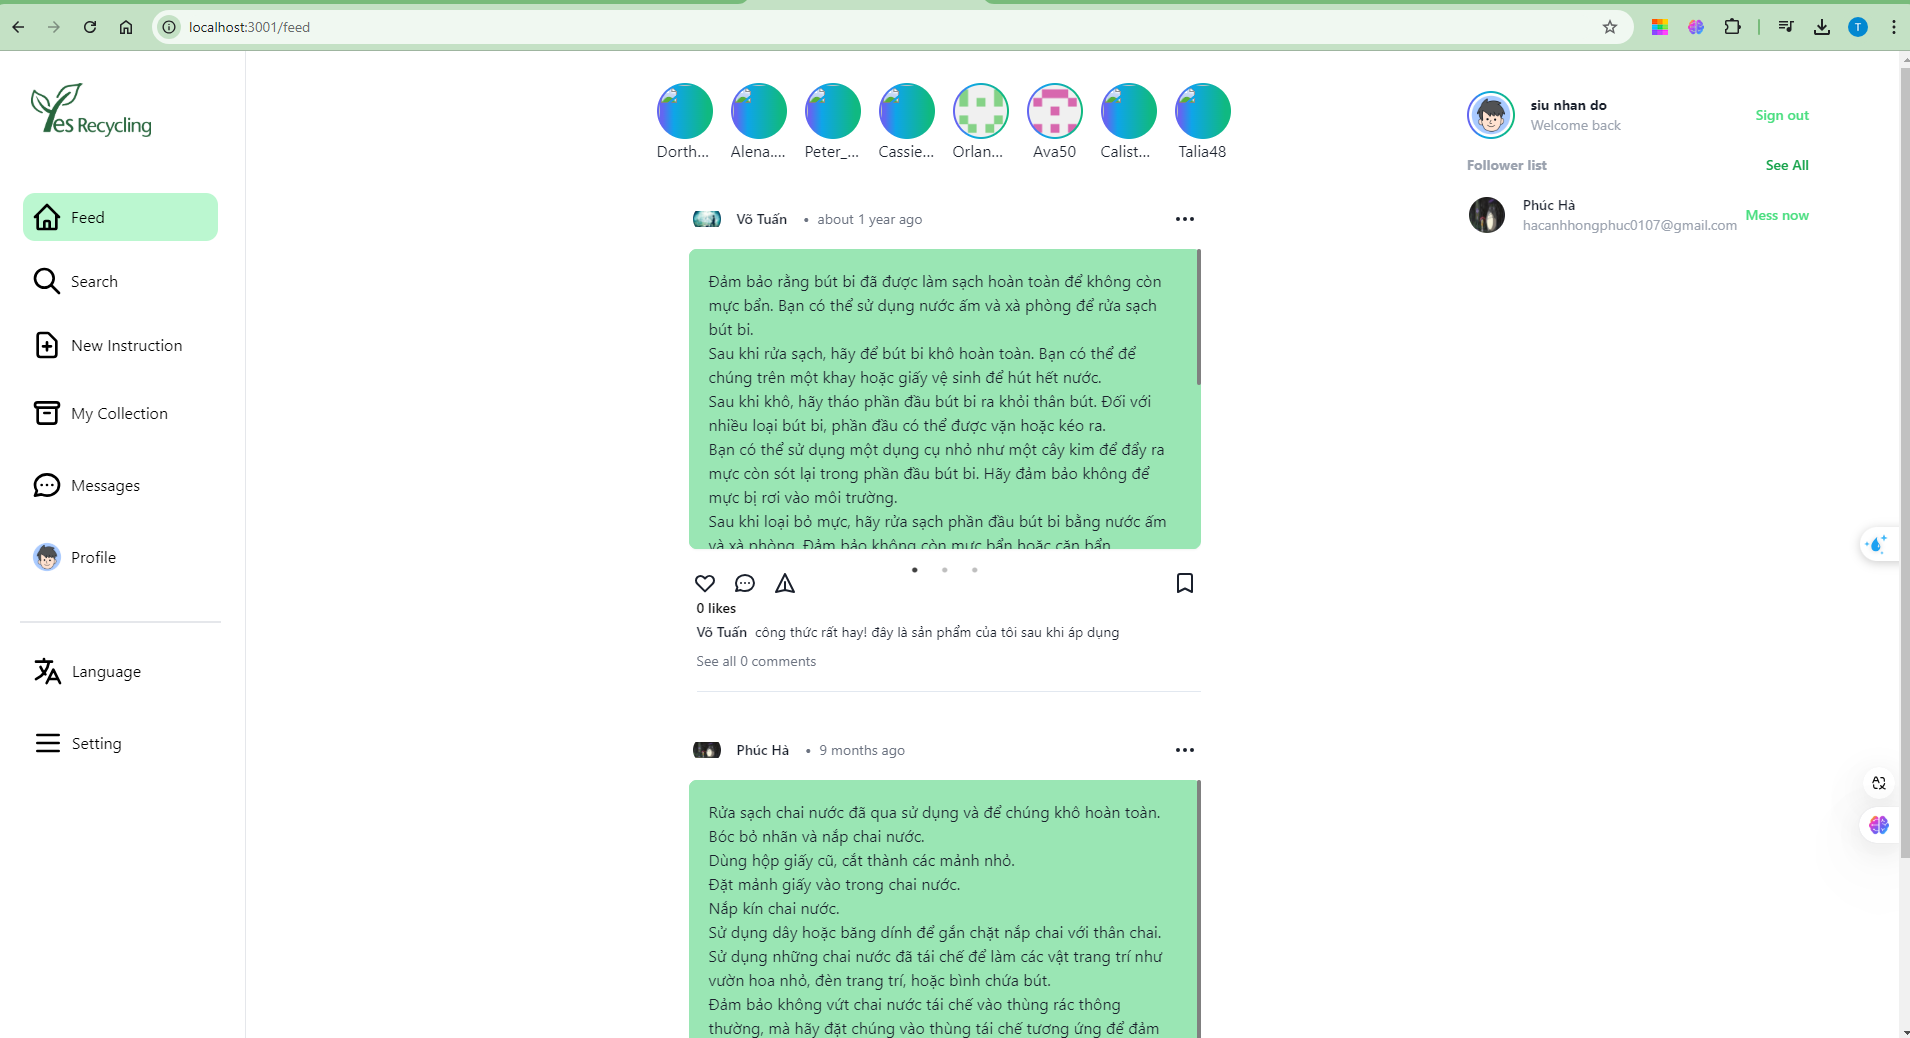 localhost:3001/feed
T
Yes Recycling
Feed
Search
New Instruction
My Collection
Messages
Profile
Language
Setting
Dorth...
Alena....
Peter_...
Cassie...
Orlan...
Ava50
Calist...
Talia48
Võ Tuấn • about 1 year ago
Đảm bảo rằng bút bi đã được làm sạch hoàn toàn để không còn
mực bẩn. Bạn có thể sử dụng nước ấm và xà phòng để rửa sạch
bút bi.
Sau khi rửa sạch, hãy để bút bi khô hoàn toàn. Bạn có thể để
chúng trên một khay hoặc giấy vệ sinh để hút hết nước.
Sau khi khô, hãy tháo phần đầu bút bi ra khỏi thân bút. Đối với
nhiều loại bút bi, phần đầu có thể được vặn hoặc kéo ra.
Bạn có thể sử dụng một dụng cụ nhỏ như một cây kim để đẩy ra
mực còn sót lại trong phần đầu bút bi. Hãy đảm bảo không để
mực bị rơi vào môi trường.
Sau khi loại bỏ mực, hãy rửa sạch phần đầu bút bi bằng nước ấm
và xà phòng. Đảm bảo không còn mực bẩn hoặc cặn bẩn
0 likes
Võ Tuấn công thức rất hay! đây là sản phẩm của tôi sau khi áp dụng
See all 0 comments
Phúc Hà • 9 months ago
Rửa sạch chai nước đã qua sử dụng và để chúng khô hoàn toàn.
Bóc bỏ nhãn và nắp chai nước.
Dùng hộp giấy cũ, cắt thành các mảnh nhỏ.
Đặt mảnh giấy vào trong chai nước.
Nắp kín chai nước.
Sử dụng dây hoặc băng dính để gắn chặt nắp chai với thân chai.
Sử dụng những chai nước đã tái chế để làm các vật trang trí như
vườn hoa nhỏ, đèn trang trí, hoặc bình chứa bút.
Đảm bảo không vứt chai nước tái chế vào thùng rác thông
thường, mà hãy đặt chúng vào thùng tái chế tương ứng để đảm
siu nhan do
Welcome back
Sign out
Follower list
See All
Phúc Hà
hacanhhongphuc0107@gmail.com
Mess now